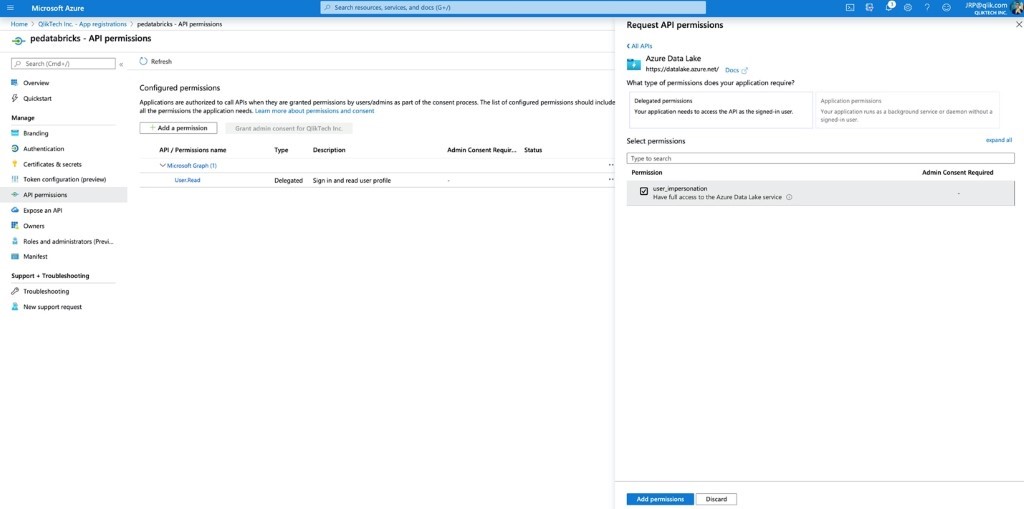 Microsoft Azure
Search resources, services, and docs (G+/)
JRP@qlik.com
QLIKTECH INC.
Home > QlikTech Inc. - App registrations > pedatabricks - API permissions
pedatabricks - API permissions
Search (Cmd+/)
Overview
Quickstart
Manage
Branding
Authentication
Certificates & secrets
Token configuration (preview)
API permissions
Expose an API
Owners
Roles and administrators (Previ...
Manifest
Support + Troubleshooting
Troubleshooting
New support request
Refresh
Configured permissions
Applications are authorized to call APIs when they are granted permissions by users/admins as part of the consent process. The list of configured permissions should include
all the permissions the application needs. Learn more about permissions and consent
+ Add a permission
Grant admin consent for QlikTech Inc.
API / Permissions name Type Description Admin Consent Requir... Status
Microsoft Graph (1) ...
User.Read Delegated Sign in and read user profile - ...
Request API permissions
All APIs
Azure Data Lake
https://datalake.azure.net/ Docs
What type of permissions does your application require?
Delegated permissions
Your application needs to access the API as the signed-in user.
Application permissions
Your application runs as a background service or daemon without a
signed-in user.
Select permissions
expand all
Type to search
Permission Admin Consent Required
user_impersonation
Have full access to the Azure Data Lake service
-
Add permissions
Discard